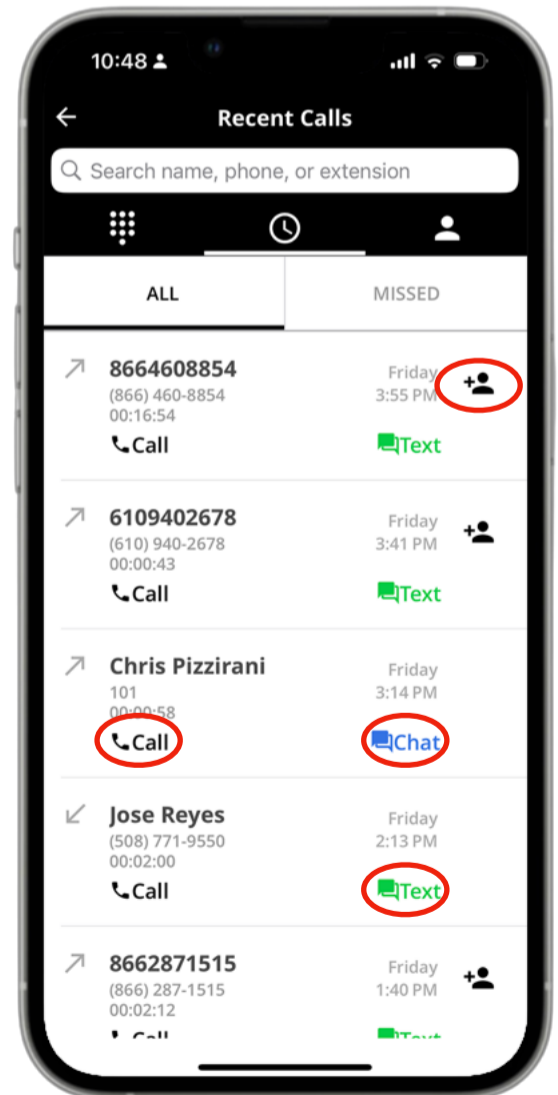 10:48
Recent Calls
Search name, phone, or extension
ALL MISSED
8664608854 Friday
(866) 460-8854 3:55 PM
00:16:54
Call Text
6109402678 Friday
(610) 940-2678 3:41 PM
00:00:43
Call Text
Chris Pizzirani Friday
101 3:14 PM
00:00:58
Call Chat
Jose Reyes Friday
(508) 771-9550 2:13 PM
00:02:00
Call Text
8662871515 Friday
(866) 287-1515 1:40 PM
00:02:12
Call Text